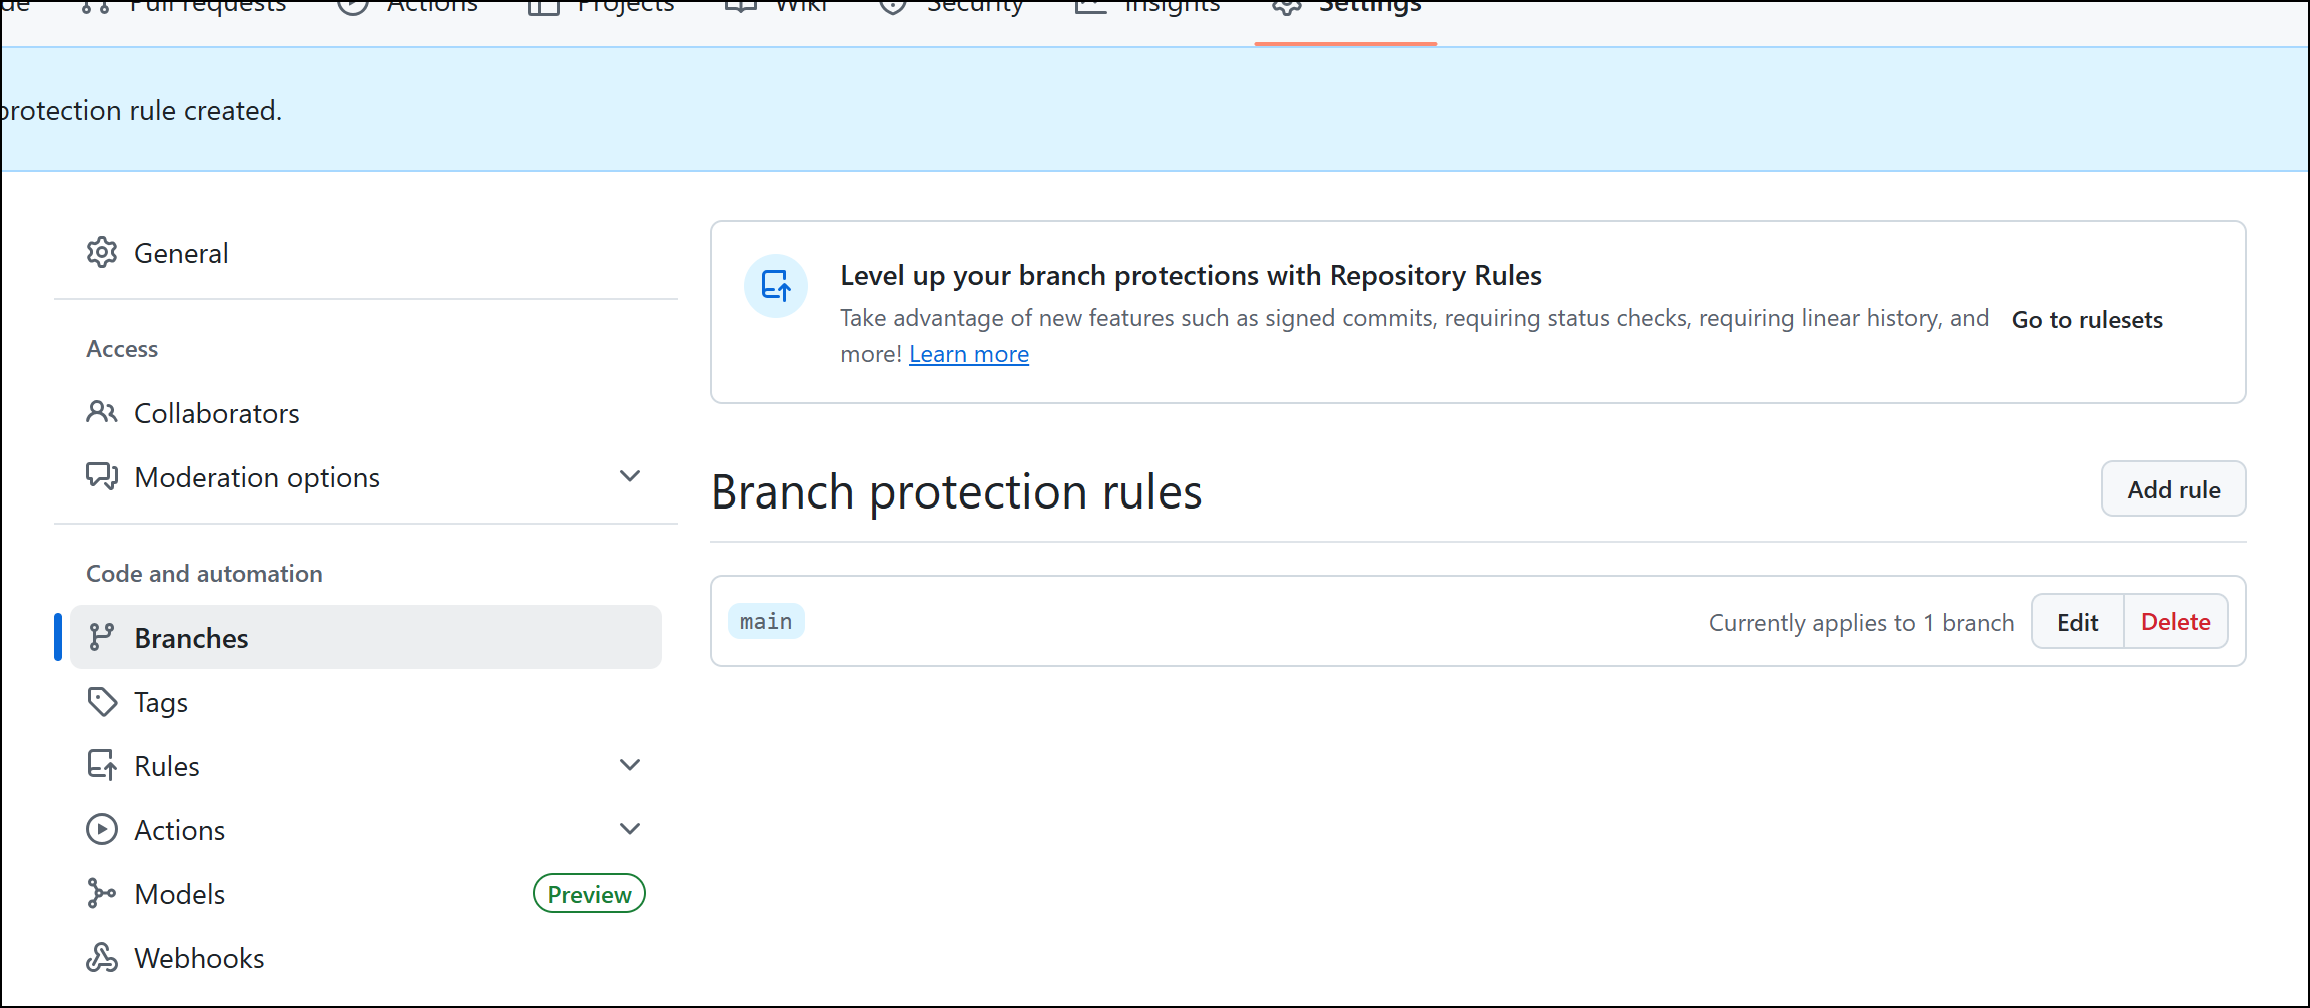 Pull requests Actions Projects Wiki Security Insights Settings
protection rule created.
General
Access
Collaborators
Moderation options
Code and automation
Branches
Tags
Rules
Actions
Models Preview
Webhooks
Level up your branch protections with Repository Rules
Take advantage of new features such as signed commits, requiring status checks, requiring linear history, and
more! Learn more
Go to rulesets
Branch protection rules
Add rule
main
Currently applies to 1 branch
Edit
Delete